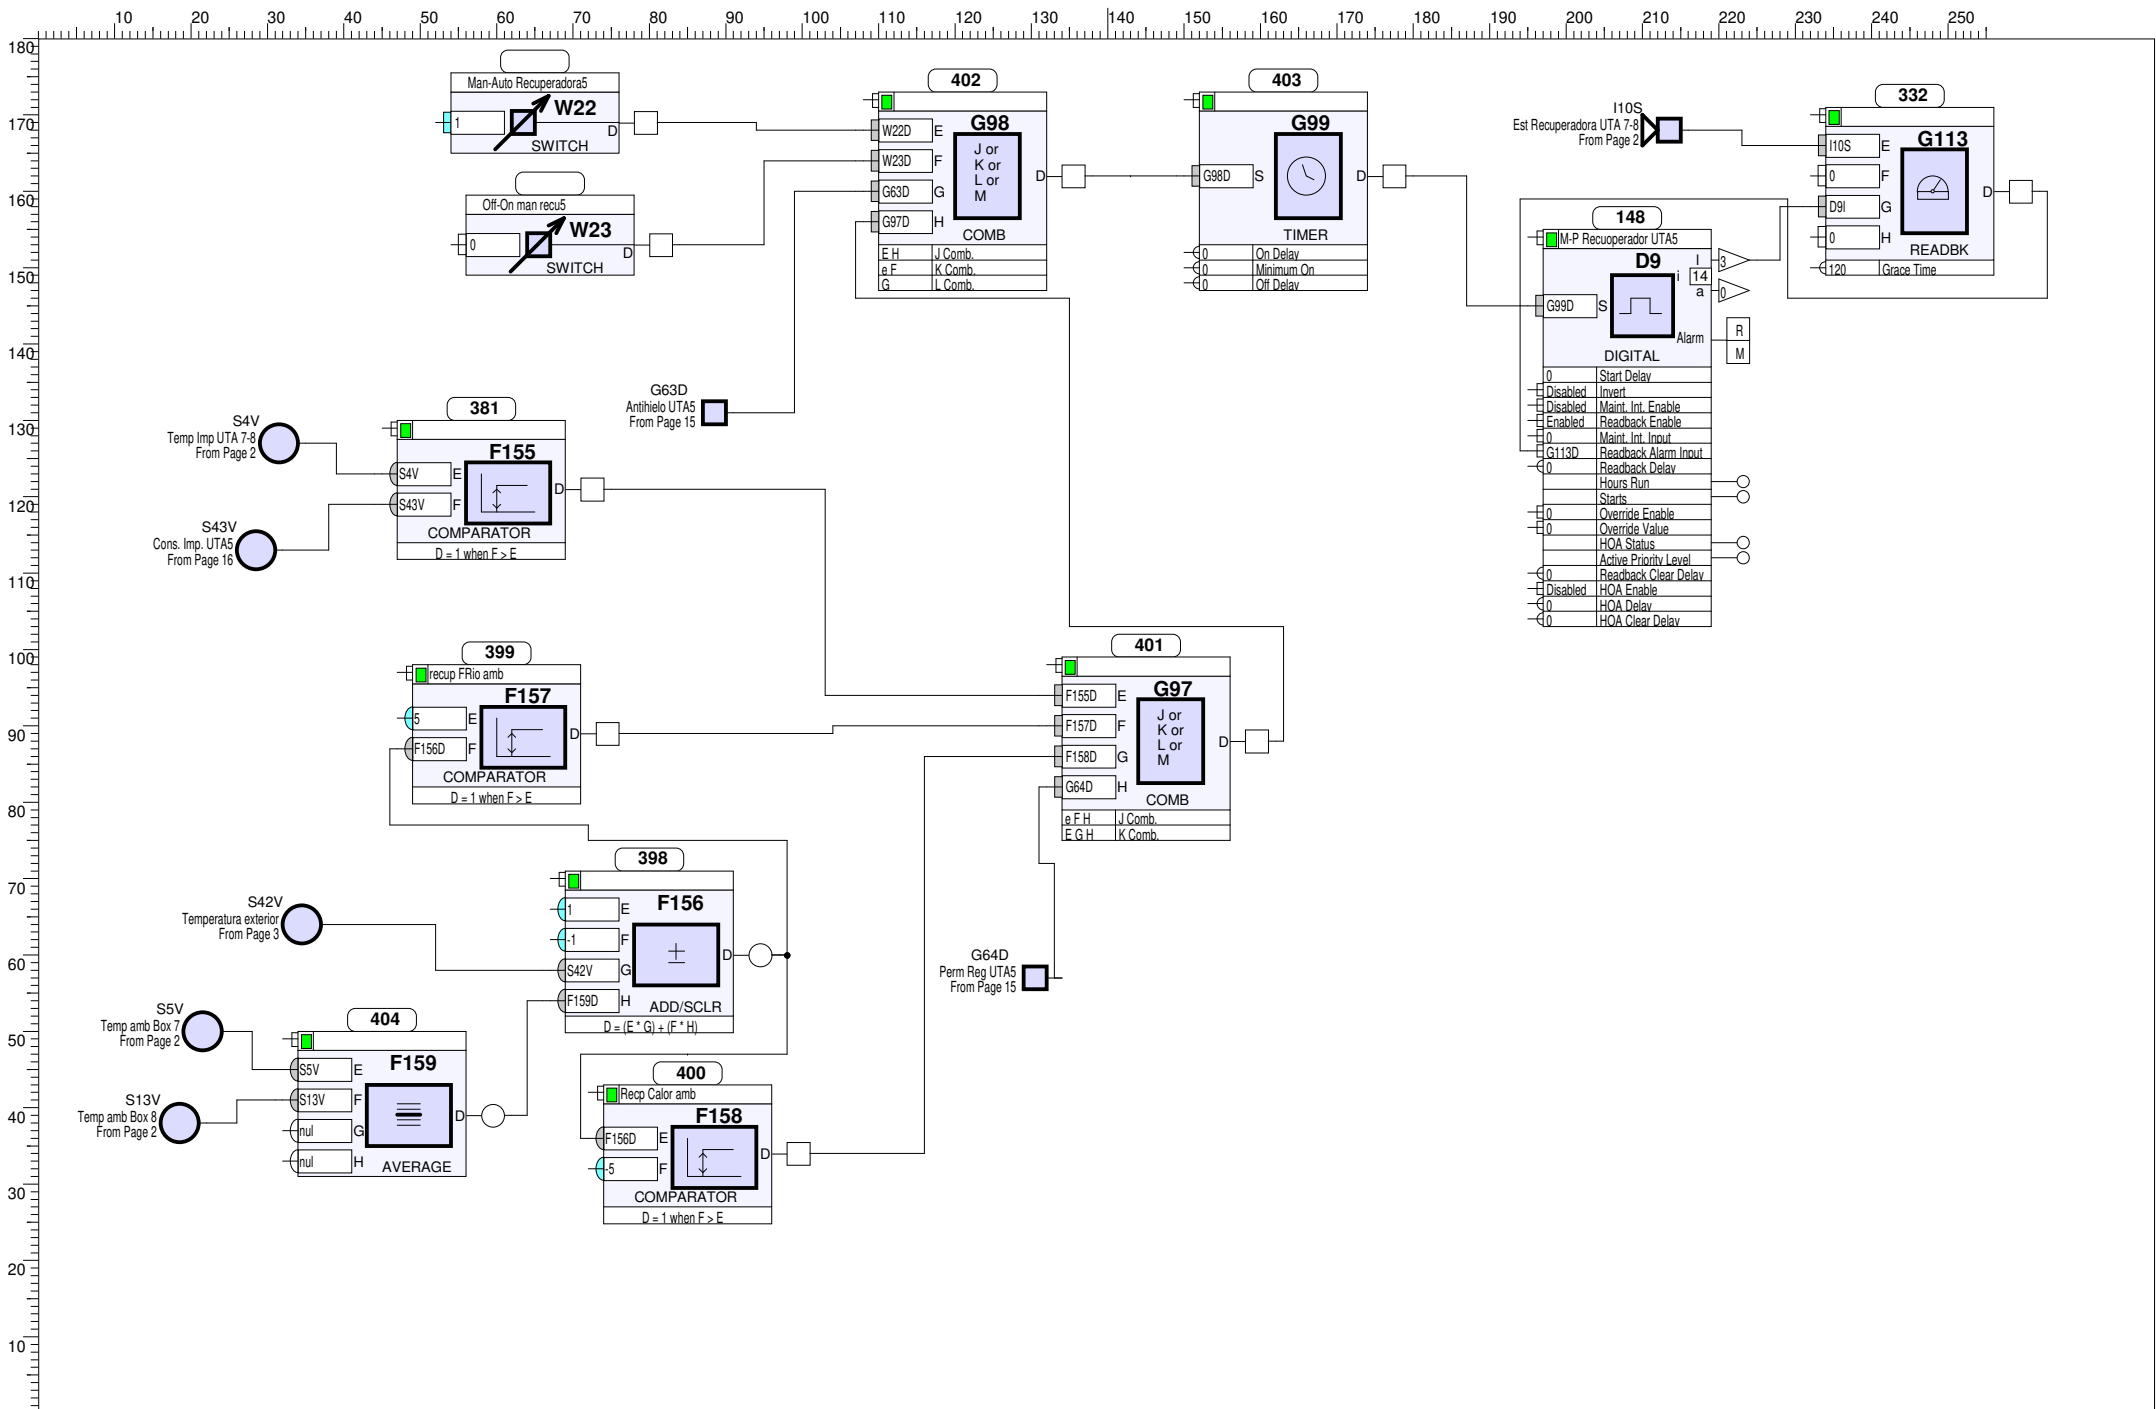 10 20 30 40 50 60 70 80 90 100 110 120 130 140 150 160 170 180 190 200 210 220 230 240 250
180
170
160
150
140
130
120
110
100
90
80
70
60
50
40
30
20
10
Man-Auto Recuperadora5
1
W22
D
SWITCH
Off-On man recu5
0
W23
D
SWITCH
402
G98
W22D E
W23D F
G63D G
G97D H
J or
K or
L or
M
D
COMB
E H J Comb.
e F K Comb.
G L Comb.
403
G99
G98D S
D
TIMER
0 On Delay
0 Minimum On
0 Off Delay
I10S
Est Recuperadora UTA 7-8
From Page 2
332
G113
I10S E
0 F
D9I G
0 H
D
READBK
120 Grace Time
148
M-P Recuoperador UTA5
D9
I 3
i 14
a 0
G99D S
Alarm
R
M
DIGITAL
0 Start Delay
Disabled Invert
Disabled Maint. Int. Enable
Enabled Readback Enable
0 Maint. Int. Input
G113D Readback Alarm Input
0 Readback Delay
Hours Run
Starts
0 Override Enable
0 Override Value
HOA Status
Active Priority Level
0 Readback Clear Delay
Disabled HOA Enable
0 HOA Delay
0 HOA Clear Delay
G63D
Antihielo UTA5
From Page 15
S4V
Temp Imp UTA 7-8
From Page 2
S43V
Cons. Imp. UTA5
From Page 16
381
F155
S4V E
S43V F
D
COMPARATOR
D = 1 when F > E
399
recup FRio amb
F157
5 E
F156D F
D
COMPARATOR
D = 1 when F > E
401
G97
F155D E
F157D F
F158D G
G64D H
J or
K or
L or
M
D
COMB
e F H J Comb.
E G H K Comb.
398
F156
1 E
-1 F
S42V G
F159D H
D
ADD/SCLR
D = (E * G) + (F * H)
S42V
Temperatura exterior
From Page 3
G64D
Perm Reg UTA5
From Page 15
S5V
Temp amb Box 7
From Page 2
S13V
Temp amb Box 8
From Page 2
404
F159
S5V E
S13V F
nul G
nul H
D
AVERAGE
400
Recp Calor amb
F158
F156D E
-5 F
D
COMPARATOR
D = 1 when F > E